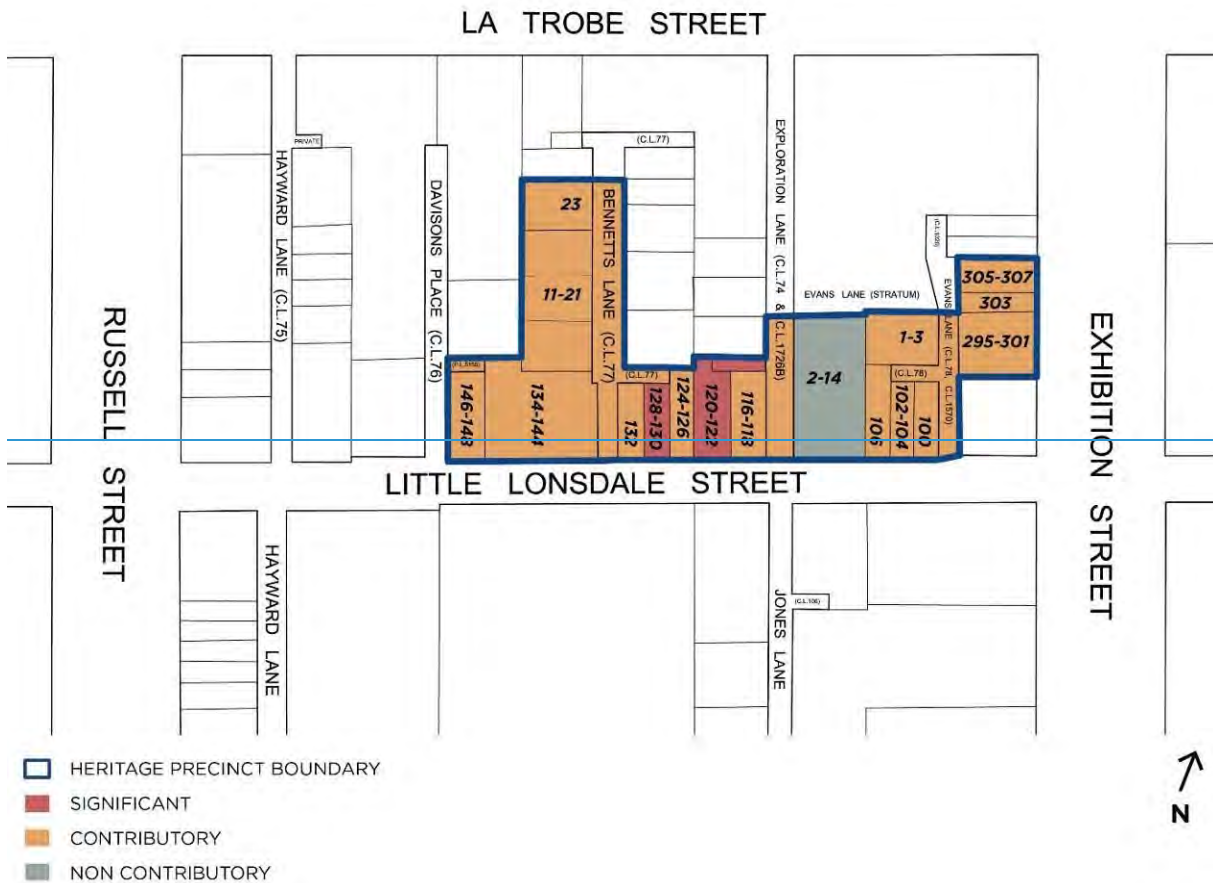 LA TROBE STREET
PRIVATE
HAYWARD LANE (C.L.75)
DAVISONS PLACE (C.L.76)
23
11-21
BENNETTS LANE (C.L.77)
(C.L.77)
EXPLORATION LANE (C.L.74 & C.L.1726B)
EVANS LANE (STRATUM)
EVANS LANE (C.L.78, C.L.1570)
305-307
303
295-301
1-3
2-14
(C.L.78)
(C.L.77)
146-148
134-144
132
128-130
124-126
120-122
116-118
106
102-104
100
RUSSELL STREET
EXHIBITION STREET
LITTLE LONSDALE STREET
HAYWARD LANE
JONES LANE
HERITAGE PRECINCT BOUNDARY
SIGNIFICANT
CONTRIBUTORY
NON CONTRIBUTORY
N